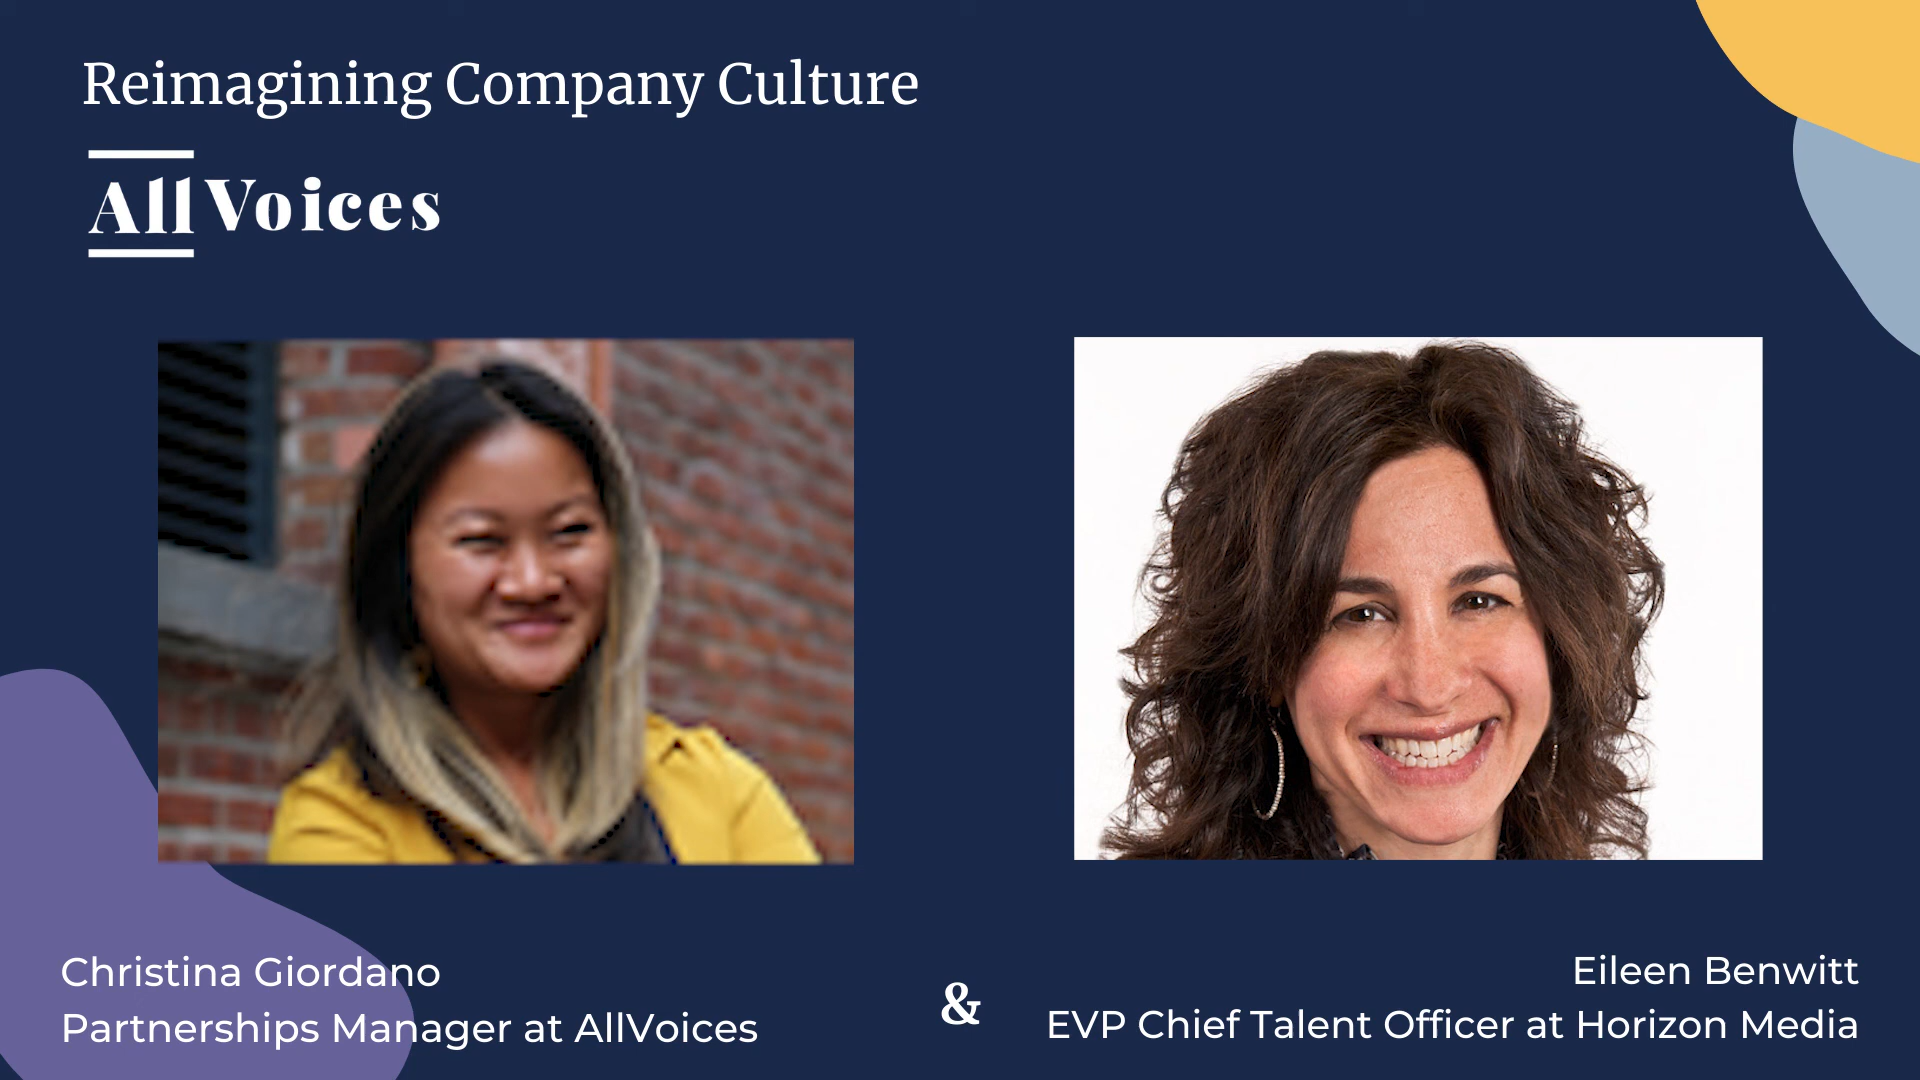 Reimagining Company Culture
AllVoices
Christina Giordano
Partnerships Manager at AllVoices
&
Eileen Benwitt
EVP Chief Talent Officer at Horizon Media